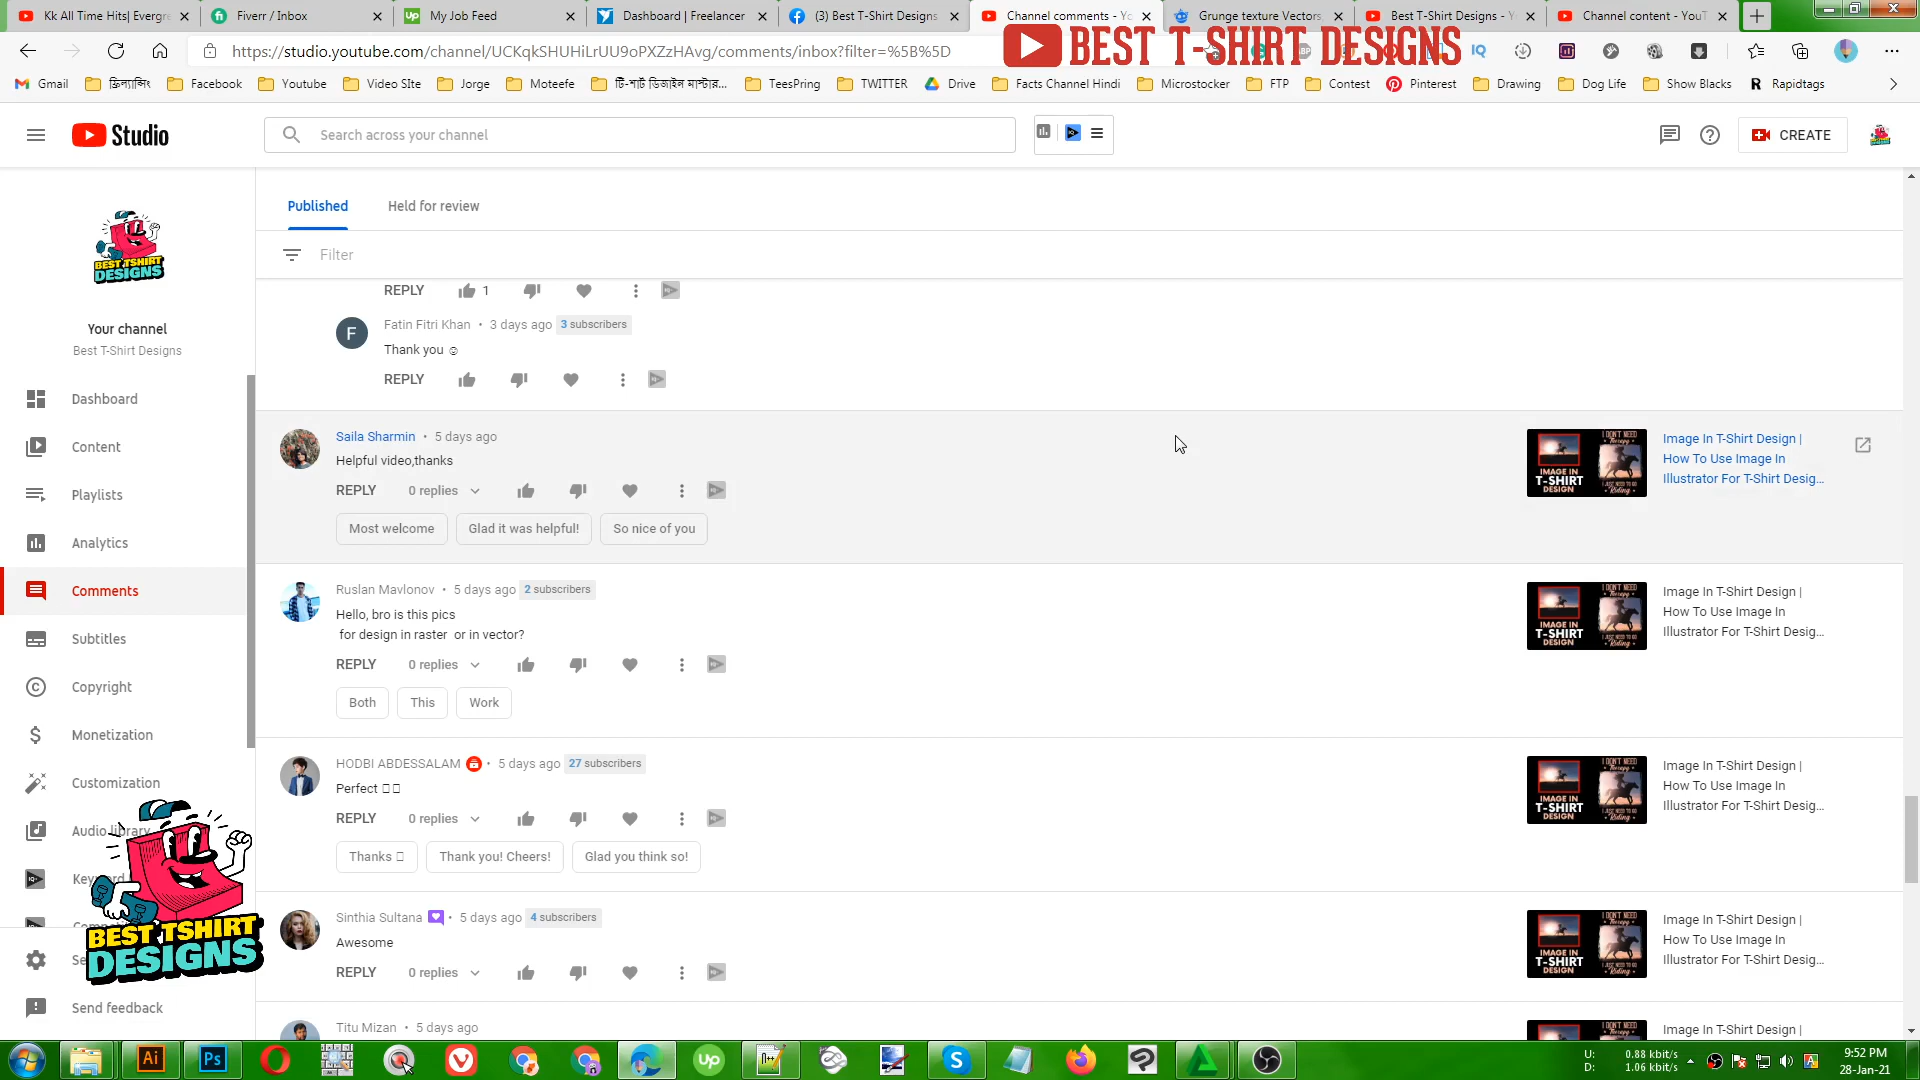 Kk All Time Hits| Evergre
Fiverr / Inbox
My Job Feed
Dashboard | Freelancer
(3) Best T-Shirt Designs
Channel comments - Yo
Grunge texture Vectors,
Best T-Shirt Designs - Y
Channel content - YouT
https://studio.youtube.com/channel/UCKqkSHUHiLrUU9oPXZzHAvg/comments/inbox?filter=%5B%5D
BEST T-SHIRT DESIGNS
Gmail
ফ্রিল্যান্সিং
Facebook
Youtube
Video SIte
Jorge
Moteefe
টি-শার্ট ডিজাইন মাস্টার...
TeesPring
TWITTER
Drive
Facts Channel Hindi
Microstocker
FTP
Contest
Pinterest
Drawing
Dog Life
Show Blacks
Rapidtags
Studio
Search across your channel
CREATE
Published
Held for review
Filter
BEST TSHIRT
DESIGNS
Your channel
Best T-Shirt Designs
Dashboard
Content
Playlists
Analytics
Comments
Subtitles
Copyright
Monetization
Customization
Audio library
Send feedback
BEST TSHIRT
DESIGNS
REPLY 1
Fatin Fitri Khan • 3 days ago 3 subscribers
Thank you ☺
REPLY
Saila Sharmin • 5 days ago
Helpful video,thanks
REPLY 0 replies
Most welcome Glad it was helpful! So nice of you
Image In T-Shirt Design |
How To Use Image In
Illustrator For T-Shirt Desig...
Ruslan Mavlonov • 5 days ago 2 subscribers
Hello, bro is this pics
for design in raster or in vector?
REPLY 0 replies
Both This Work
Image In T-Shirt Design |
How To Use Image In
Illustrator For T-Shirt Desig...
HODBI ABDESSALAM • 5 days ago 27 subscribers
Perfect
REPLY 0 replies
Thanks Thank you! Cheers! Glad you think so!
Image In T-Shirt Design |
How To Use Image In
Illustrator For T-Shirt Desig...
Sinthia Sultana • 5 days ago 4 subscribers
Awesome
REPLY 0 replies
Image In T-Shirt Design |
How To Use Image In
Illustrator For T-Shirt Desig...
Titu Mizan • 5 days ago
Image In T-Shirt Design |
U: 0.88 kbit/s
D: 1.06 kbit/s
9:52 PM
28-Jan-21